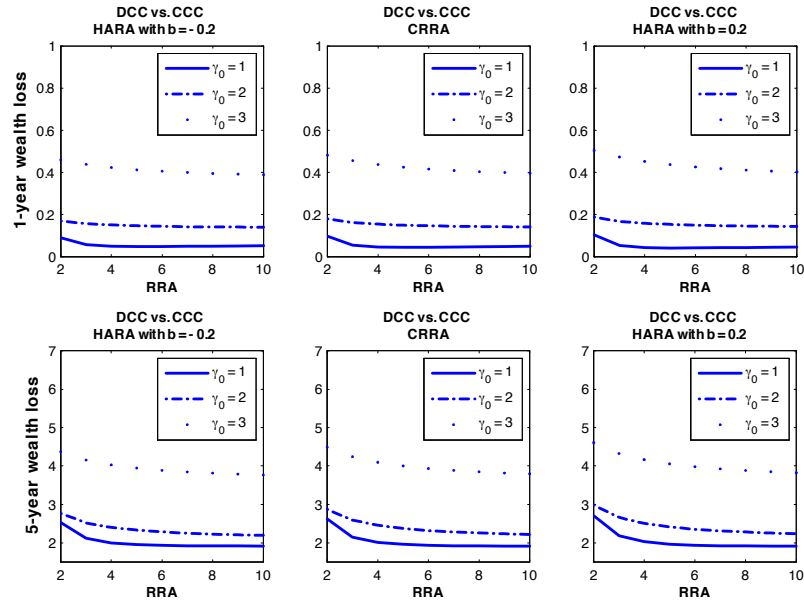 DCC vs. CCC
HARA with b = - 0.2
1
0.8
0.6
0.4
0.2
0
1-year wealth loss
γ0 = 1
γ0 = 2
γ0 = 3
2 4 6 8 10
RRA
DCC vs. CCC
CRRA
1
0.8
0.6
0.4
0.2
0
γ0 = 1
γ0 = 2
γ0 = 3
2 4 6 8 10
RRA
DCC vs. CCC
HARA with b = 0.2
1
0.8
0.6
0.4
0.2
0
γ0 = 1
γ0 = 2
γ0 = 3
2 4 6 8 10
RRA
DCC vs. CCC
HARA with b = - 0.2
7
6
5
4
3
2
5-year wealth loss
γ0 = 1
γ0 = 2
γ0 = 3
2 4 6 8 10
RRA
DCC vs. CCC
CRRA
7
6
5
4
3
2
γ0 = 1
γ0 = 2
γ0 = 3
2 4 6 8 10
RRA
DCC vs. CCC
HARA with b = 0.2
7
6
5
4
3
2
γ0 = 1
γ0 = 2
γ0 = 3
2 4 6 8 10
RRA